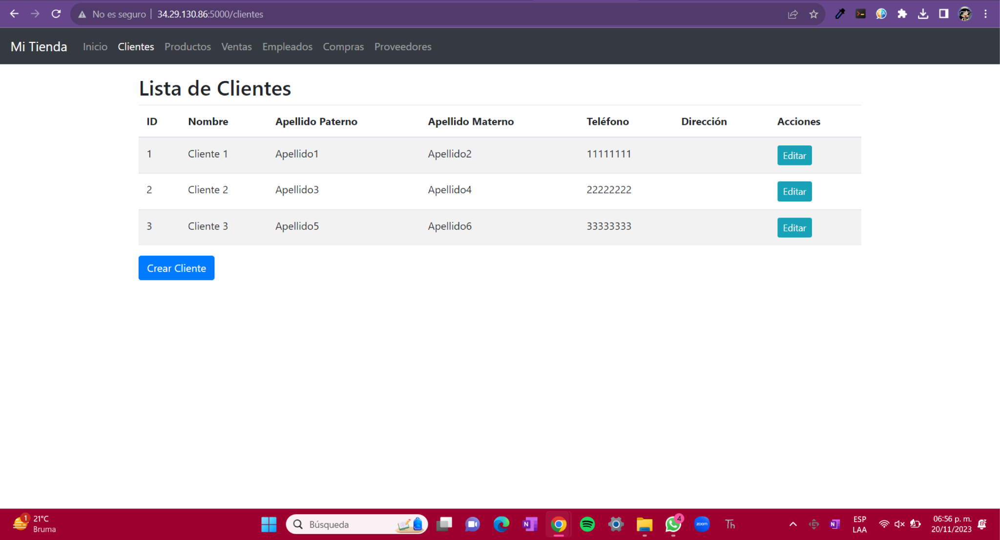 No es seguro | 34.29.130.86:5000/clientes
Mi Tienda Inicio Clientes Productos Ventas Empleados Compras Proveedores
Lista de Clientes
ID Nombre Apellido Paterno Apellido Materno Teléfono Dirección Acciones
1 Cliente 1 Apellido1 Apellido2 11111111 Editar
2 Cliente 2 Apellido3 Apellido4 22222222 Editar
3 Cliente 3 Apellido5 Apellido6 33333333 Editar
Crear Cliente
1 21°C
Bruma
Búsqueda
N
4
zoom
Th
N
ESP
LAA
06:56 p. m.
20/11/2023